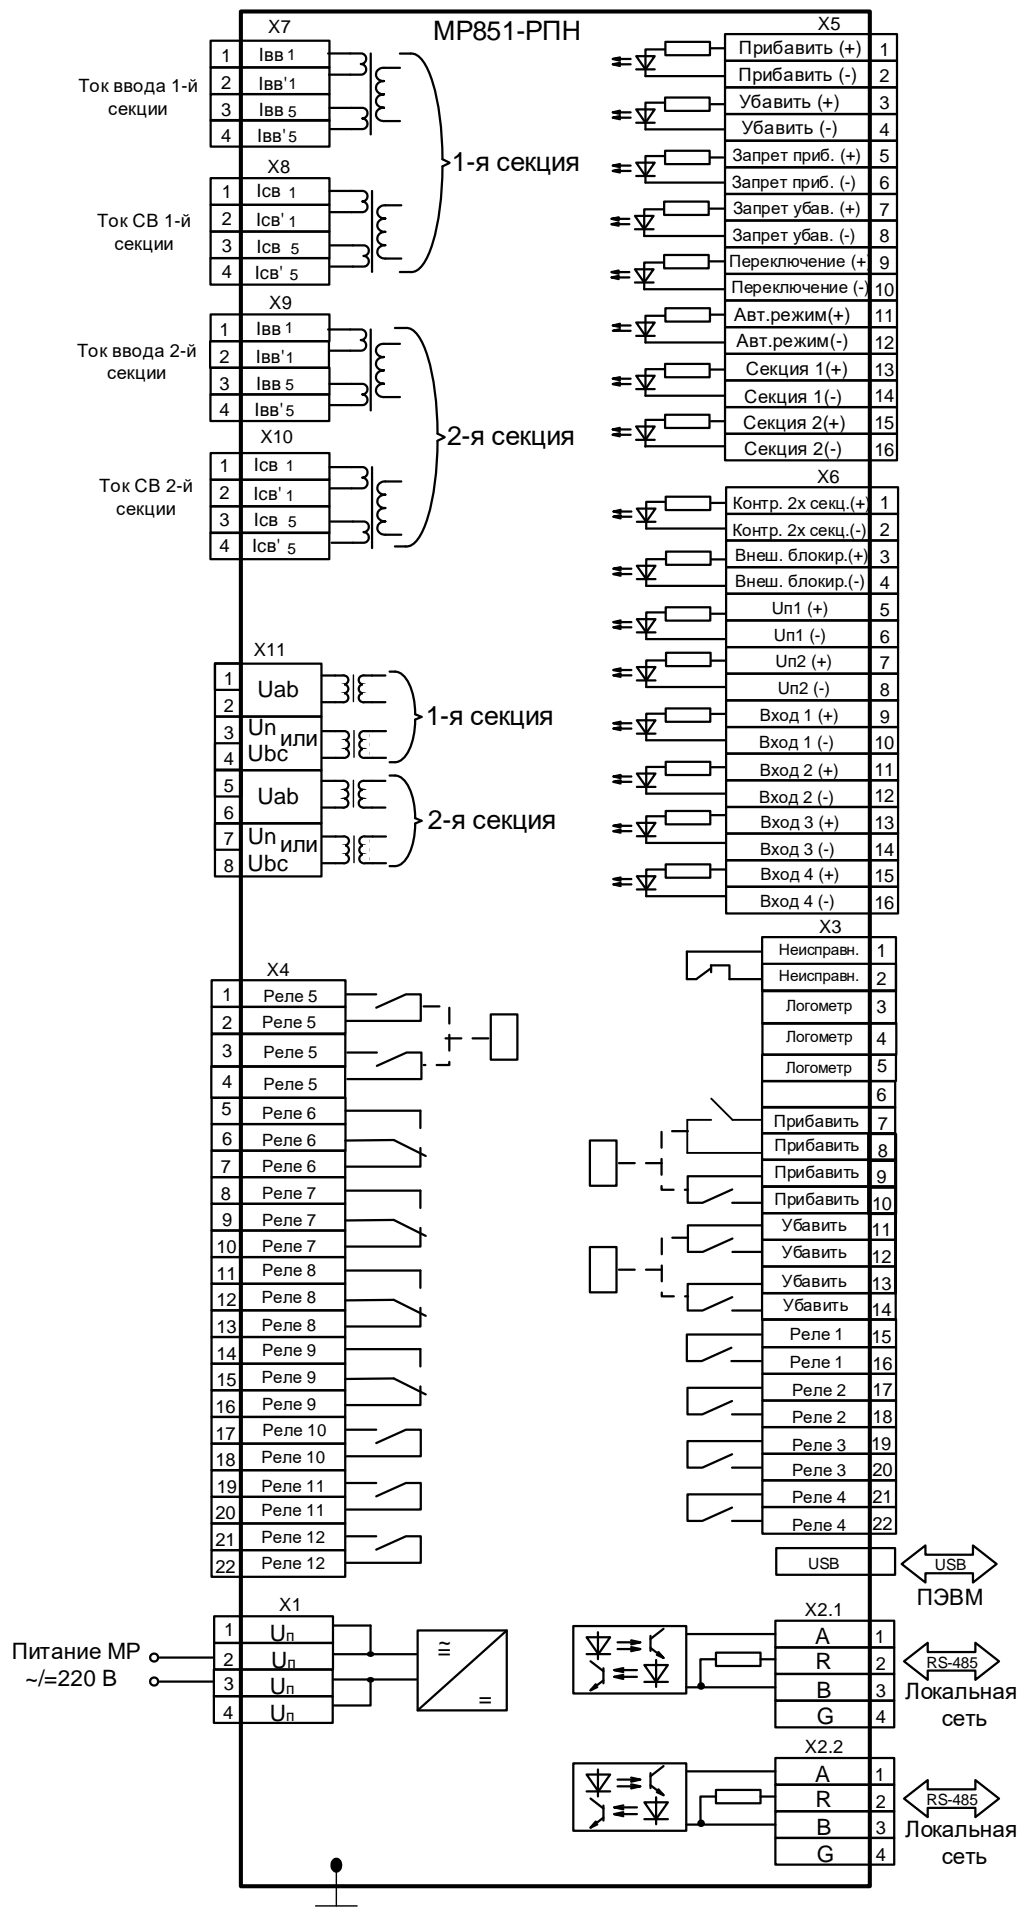 МР851-РПН
X7
Ток ввода 1-й
секции
1 Iвв 1
2 Iвв'1
3 Iвв 5
4 Iвв'5
X8
Ток СВ 1-й
секции
1 Iсв 1
2 Iсв' 1
3 Iсв 5
4 Iсв' 5
1-я секция
X9
Ток ввода 2-й
секции
1 Iвв 1
2 Iвв'1
3 Iвв 5
4 Iвв'5
X10
Ток СВ 2-й
секции
1 Iсв 1
2 Iсв' 1
3 Iсв 5
4 Iсв' 5
2-я секция
X11
1
2
Uab
3
4
Un или
Ubc
1-я секция
5
6
Uab
7
8
Un или
Ubc
2-я секция
X4
1 Реле 5
2 Реле 5
3 Реле 5
4 Реле 5
5 Реле 6
6 Реле 6
7 Реле 6
8 Реле 7
9 Реле 7
10 Реле 7
11 Реле 8
12 Реле 8
13 Реле 8
14 Реле 9
15 Реле 9
16 Реле 9
17 Реле 10
18 Реле 10
19 Реле 11
20 Реле 11
21 Реле 12
22 Реле 12
X1
Питание МР
~/=220 В
1 Uп
2 Uп
3 Uп
4 Uп
≅
=
X5
Прибавить (+) 1
Прибавить (-) 2
Убавить (+) 3
Убавить (-) 4
Запрет приб. (+) 5
Запрет приб. (-) 6
Запрет убав. (+) 7
Запрет убав. (-) 8
Переключение (+ 9
Переключение (-) 10
Авт.режим(+) 11
Авт.режим(-) 12
Секция 1(+) 13
Секция 1(-) 14
Секция 2(+) 15
Секция 2(-) 16
X6
Контр. 2х секц.(+) 1
Контр. 2х секц.(-) 2
Внеш. блокир.(+) 3
Внеш. блокир.(-) 4
Uп1 (+) 5
Uп1 (-) 6
Uп2 (+) 7
Uп2 (-) 8
Вход 1 (+) 9
Вход 1 (-) 10
Вход 2 (+) 11
Вход 2 (-) 12
Вход 3 (+) 13
Вход 3 (-) 14
Вход 4 (+) 15
Вход 4 (-) 16
X3
Неисправн. 1
Неисправн. 2
Логометр 3
Логометр 4
Логометр 5
6
Прибавить 7
Прибавить 8
Прибавить 9
Прибавить 10
Убавить 11
Убавить 12
Убавить 13
Убавить 14
Реле 1 15
Реле 1 16
Реле 2 17
Реле 2 18
Реле 3 19
Реле 3 20
Реле 4 21
Реле 4 22
USB
USB
ПЭВМ
X2.1
A 1
R 2
B 3
G 4
RS-485
Локальная
сеть
X2.2
A 1
R 2
B 3
G 4
RS-485
Локальная
сеть